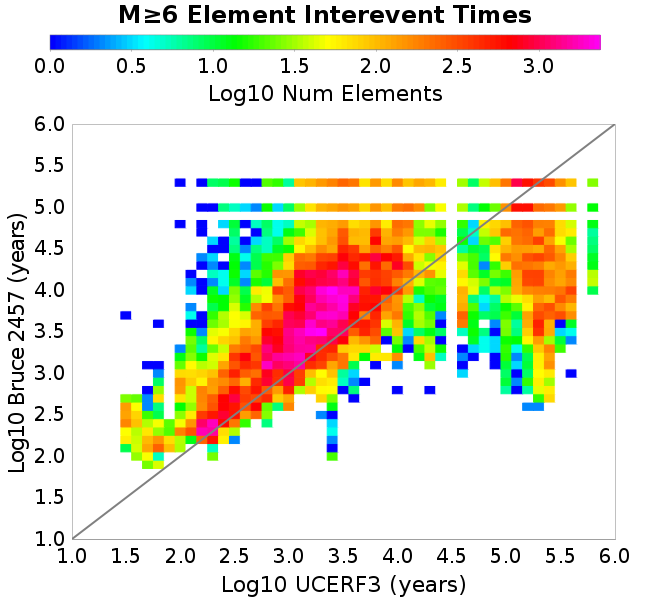 M≥6 Element Interevent Times
0.0 0.5 1.0 1.5 2.0 2.5 3.0
Log10 Num Elements
6.0
5.5
5.0
4.5
4.0
3.5
3.0
2.5
2.0
1.5
1.0
Log10 Bruce 2457 (years)
1.0 1.5 2.0 2.5 3.0 3.5 4.0 4.5 5.0 5.5 6.0
Log10 UCERF3 (years)